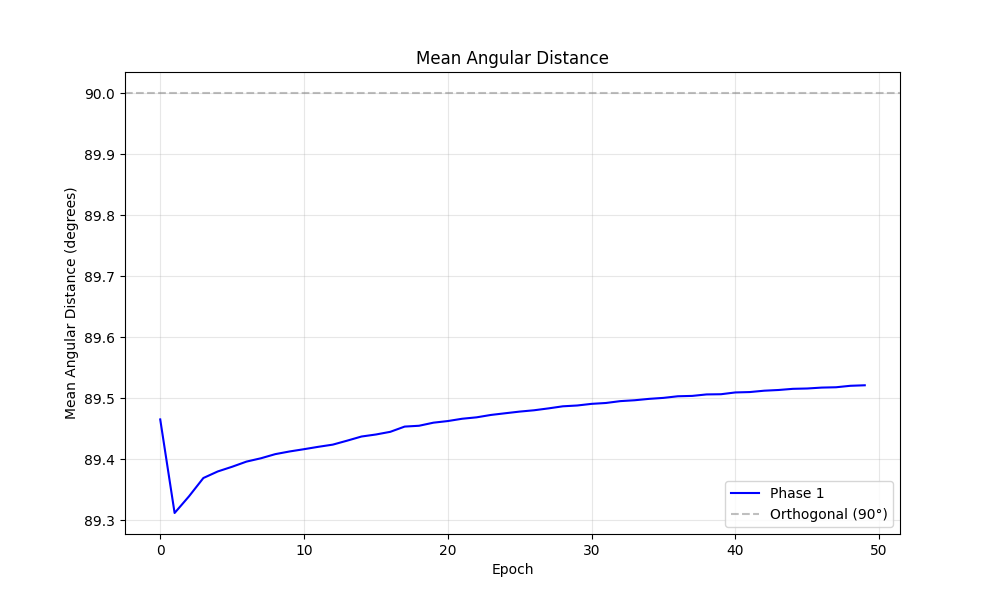 Mean Angular Distance
Mean Angular Distance (degrees)
90.0
89.9
89.8
89.7
89.6
89.5
89.4
89.3
0 10 20 30 40 50
Epoch
Phase 1
Orthogonal (90°)